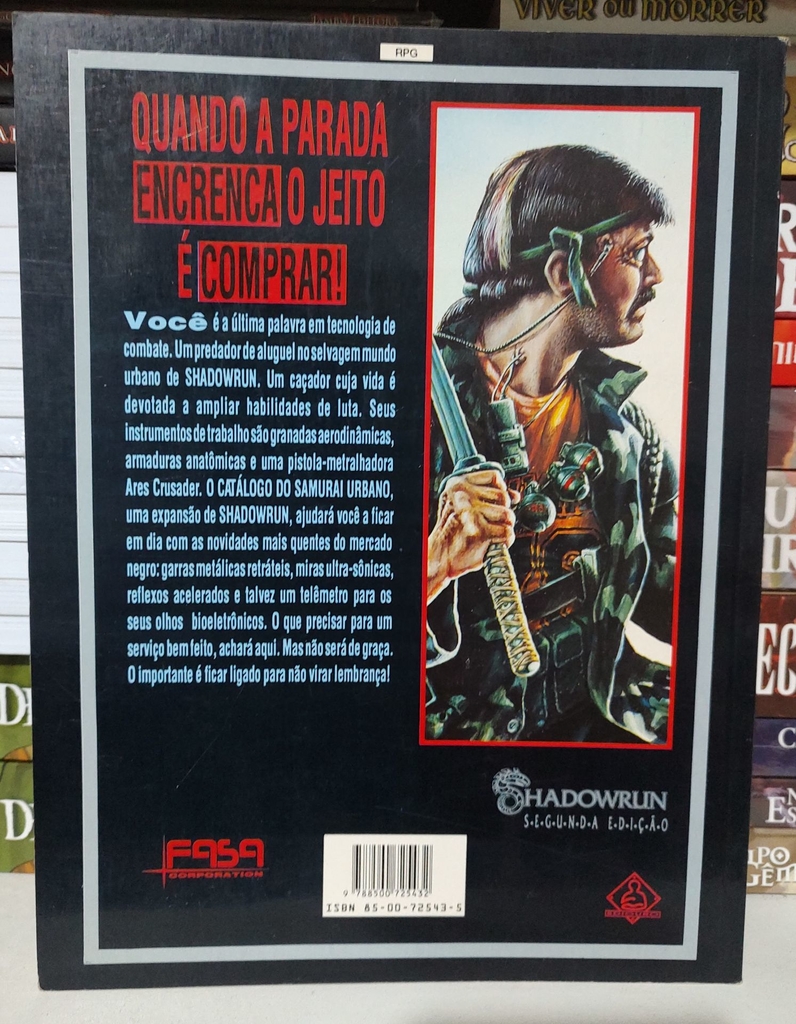 VIVER OU MORRER
RPG
QUANDO A PARADA
ENCRENCA O JEITO
É COMPRAR!
Você é a última palavra em tecnologia de
combate. Um predador de aluguel no selvagem mundo
urbano de SHADOWRUN. Um caçador cuja vida é
devotada a ampliar habilidades de luta. Seus
instrumentos de trabalho são granadas aerodinâmicas,
armaduras anatômicas e uma pistola-metralhadora
Ares Crusader. O CATÁLOGO DO SAMURAI URBANO,
uma expansão de SHADOWRUN, ajudará você a ficar
em dia com as novidades mais quentes do mercado
negro: garras metálicas retráteis, miras ultra-sônicas,
reflexos acelerados e talvez um telêmetro para os
seus olhos bioeletrônicos. O que precisar para um
serviço bem feito, achará aqui. Mas não será de graça.
O importante é ficar ligado para não virar lembrança!
SHADOWRUN
S·E·G·U·N·D·A E·D·I·Ç·Ã·O
FASA
CORPORATION
9 788500 725432
ISBN 85-00-72543-5